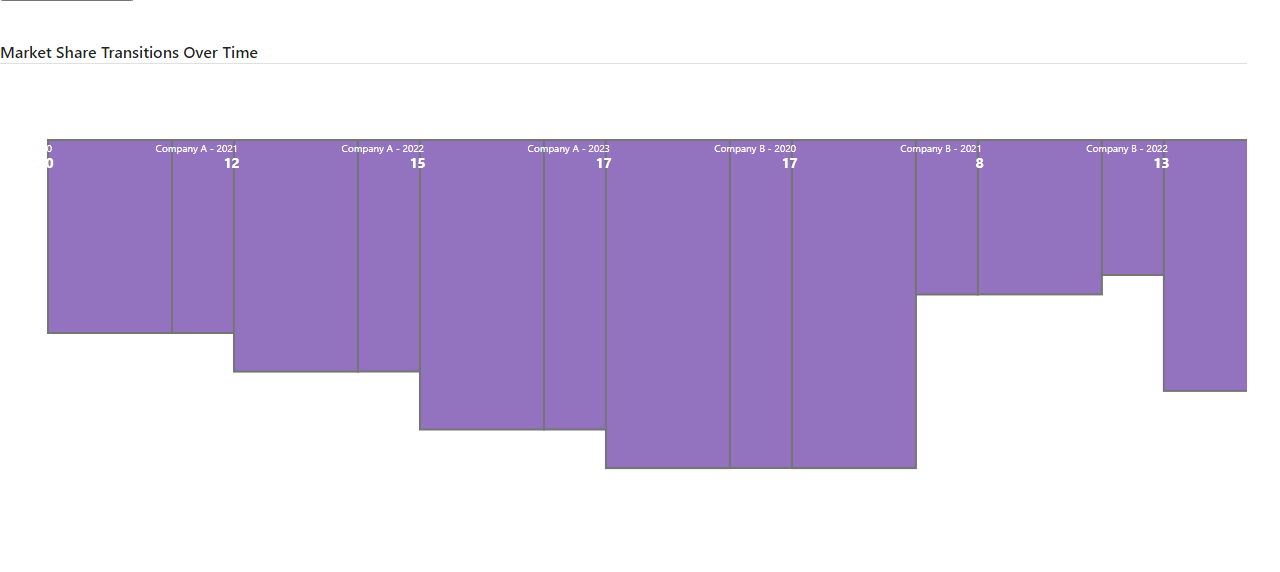 Market Share Transitions Over Time
0 Company A - 2021 Company A - 2022 Company A - 2023 Company B - 2020 Company B - 2021 Company B - 2022
0 12 15 17 17 8 13